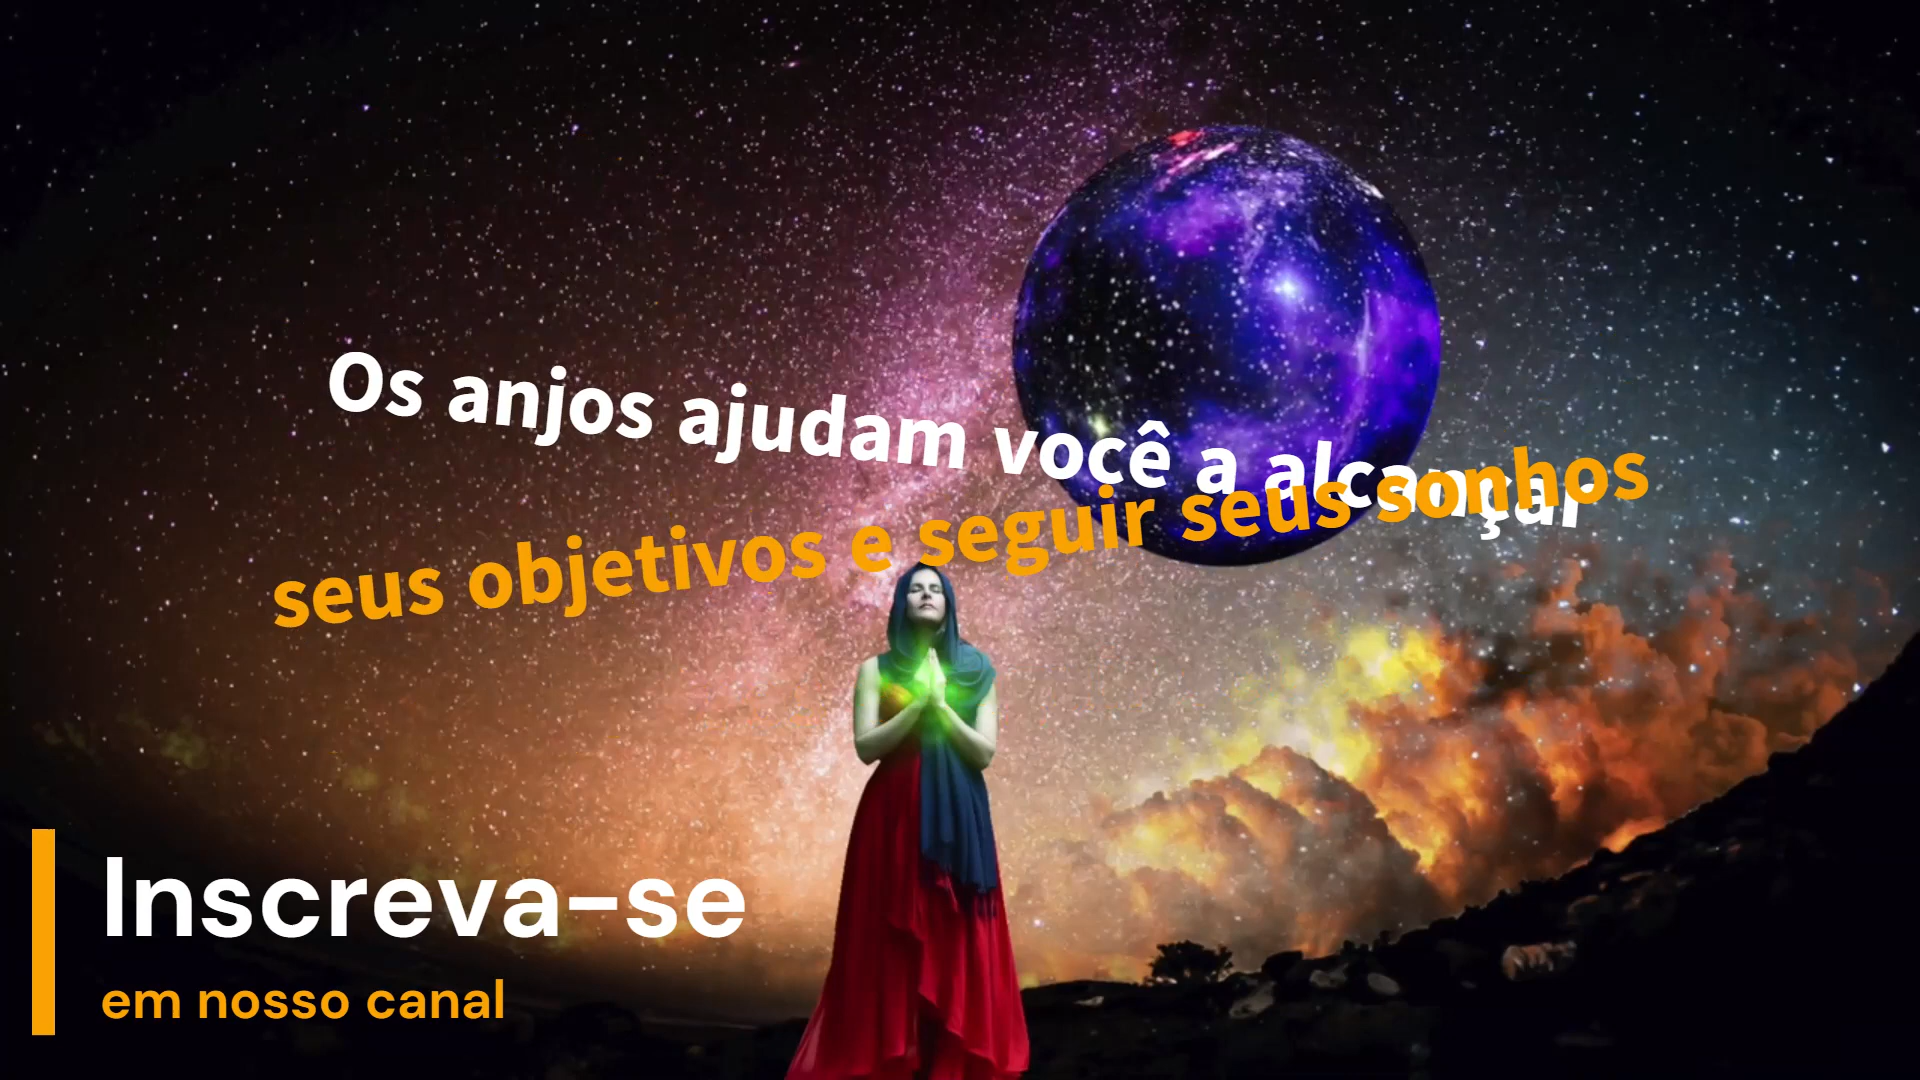 Os anjos ajudam você a alcançar
seus objetivos e seguir seus sonhos
Inscreva-se
em nosso canal